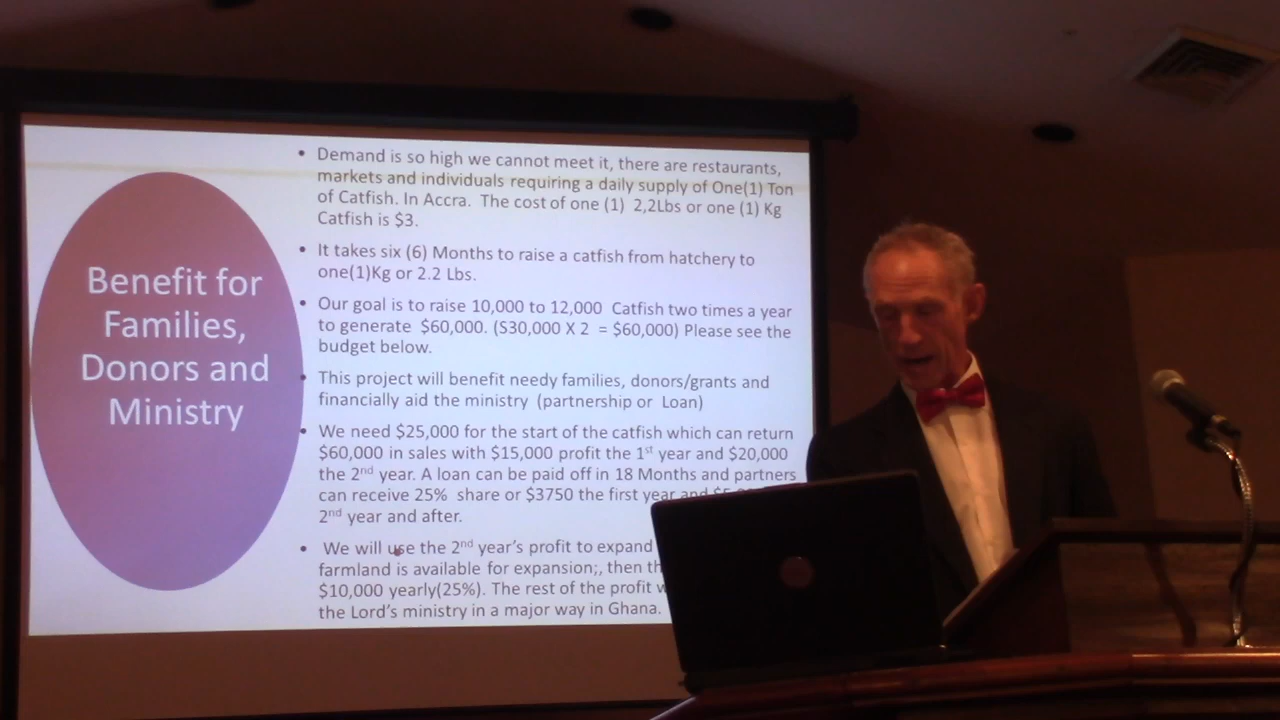 Benefit for
Families,
Donors and
Ministry
• Demand is so high we cannot meet it, there are restaurants,
markets and individuals requiring a daily supply of One(1) Ton
of Catfish. In Accra. The cost of one (1) 2,2Lbs or one (1) Kg
Catfish is $3.
• It takes six (6) Months to raise a catfish from hatchery to
one(1)Kg or 2.2 Lbs.
• Our goal is to raise 10,000 to 12,000 Catfish two times a year
to generate $60,000. (S30,000 X 2 = $60,000) Please see the
budget below.
• This project will benefit needy families, donors/grants and
financially aid the ministry (partnership or Loan)
• We need $25,000 for the start of the catfish which can return
$60,000 in sales with $15,000 profit the 1st year and $20,000
the 2nd year. A loan can be paid off in 18 Months and partners
can receive 25% share or $3750 the first year and
2nd year and after.
• We will use the 2nd year's profit to expand
farmland is available for expansion;, then
$10,000 yearly(25%). The rest of the profit
the Lord's ministry in a major way in Ghana.